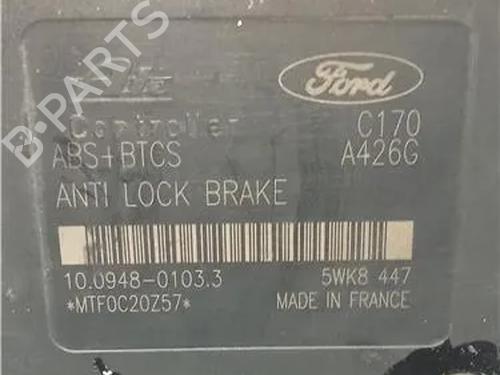 B-PARTS
Ate
Ford
Controller
C170
ABS+BTCS
A426G
ANTI LOCK BRAKE
10.0948-0103.3
5WK8 447
*MTF0C20Z57*
MADE IN FRANCE